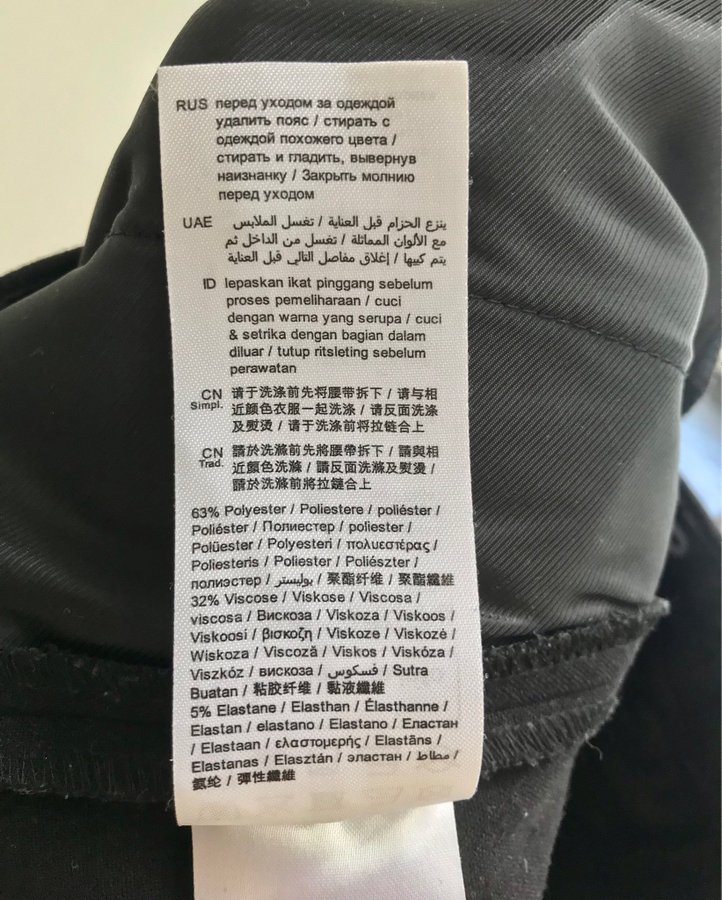 RUS перед уходом за одеждой
удалить пояс / стирать с
одеждой похожего цвета /
стирать и гладить, вывернув
наизнанку / Закрыть молнию
перед уходом
UAE ينزع الحزام قبل العناية / تغسل الملابس
مع الألوان المماثلة / تغسل من الداخل ثم
يتم كييها / إغلاق مفاصل التالي قبل العناية
ID lepaskan ikat pinggang sebelum
proses pemeliharaan / cuci
dengan warna yang serupa / cuci
& setrika dengan bagian dalam
diluar / tutup ritsleting sebelum
perawatan
CN Simpl. 请于洗涤前先将腰带拆下 / 请与相
近颜色衣服一起洗涤 / 请反面洗涤
及熨烫 / 请于洗涤前将拉链合上
CN Trad. 請於洗滌前先將腰帶拆下 / 請與相
近顏色洗滌 / 請反面洗滌及熨燙 /
請於洗滌前將拉鏈合上
63% Polyester / Poliestere / poliéster /
Poliéster / Полиестер / poliester /
Polüester / Polyesteri / πολυεστέρας /
Poliesteris / Poliester / Poliészter /
полиэстер / بوليستر / 聚酯纤维 / 聚酯纖維
32% Viscose / Viskose / Viscosa /
viscosa / Вискоза / Viskoza / Viskoos /
Viskoosi / βισκοζη / Viskoze / Viskozė /
Wiskoza / Viscoză / Viskos / Viskóza /
Viszkóz / вискоза / فسكوس / Sutra
Buatan / 粘胶纤维 / 黏液纖維
5% Elastane / Elasthan / Élasthanne /
Elastan / elastano / Elastano / Еластан
/ Elastaan / ελαστομερής / Elastāns /
Elastanas / Elasztán / эластан / مطاط /
氨纶 / 彈性纖維